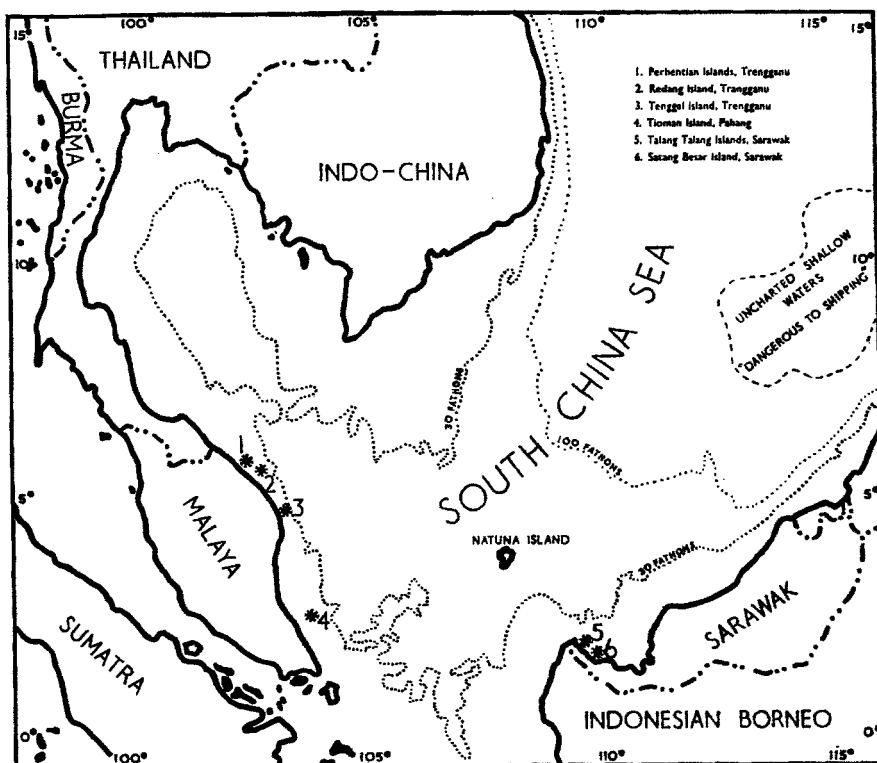 15° 100° 105° 110° 115° 15°
THAILAND
BURMA
INDO-CHINA
1. Perhentian Islands, Trengganu
2. Redang Island, Trangganu
3. Tenggol Island, Trengganu
4. Tioman Island, Pahang
5. Talang Talang Islands, Sarawak
6. Satang Besar Island, Sarawak
10°
10°
UNCHARTED SHALLOW
WATERS
DANGEROUS TO SHIPPING
SOUTH CHINA SEA
30 FATHOMS
100 FATHOMS
1
2
3
5°
5°
MALAYA
NATUNA ISLAND
30 FATHOMS
4
SUMATRA
5
6
SARAWAK
INDONESIAN BORNEO
0°
0°
100° 105° 110° 115°